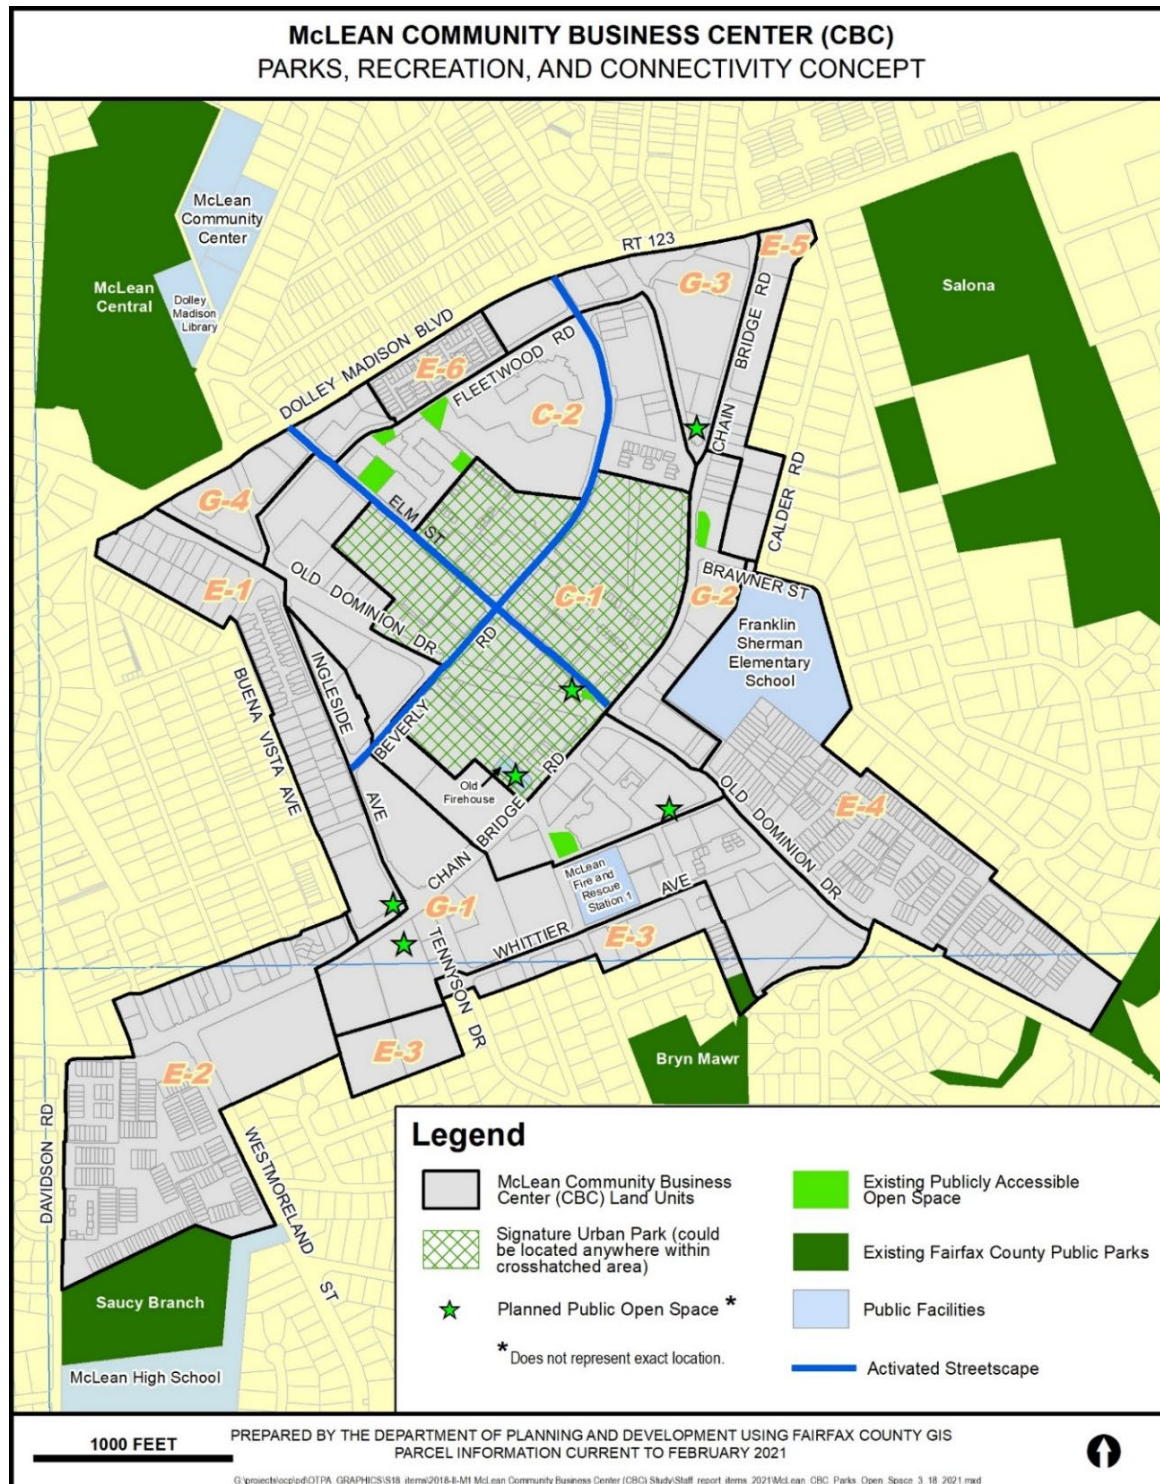 McLEAN COMMUNITY BUSINESS CENTER (CBC)
PARKS, RECREATION, AND CONNECTIVITY CONCEPT
McLean
Community
Center
McLean
Central
Dolley
Madison
Library
DOLLEY MADISON BLVD
RT 123
E-5
G-3
Salona
BRIDGE RD
CHAIN
E-6
FLEETWOOD RD
C-2
CALDER RD
G-4
ELM ST
E-1
OLD DOMINION DR
C-1
BRAWNER ST
G-2
Franklin
Sherman
Elementary
School
INGLESIDE
AVE
BUENA VISTA AVE
BEVERLY
RD
Old
Firehouse
CHAIN BRIDGE RD
OLD DOMINION DR
E-4
McLean
Fire and
Rescue
Station 1
G-1
WHITTIER AVE
E-3
TENNYSON DR
E-3
Bryn Mawr
E-2
DAVIDSON RD
WESTMORELAND ST
Saucy Branch
McLean High School
Legend
McLean Community Business
Center (CBC) Land Units
Signature Urban Park (could
be located anywhere within
crosshatched area)
Planned Public Open Space *
* Does not represent exact location.
Existing Publicly Accessible
Open Space
Existing Fairfax County Public Parks
Public Facilities
Activated Streetscape
1000 FEET
PREPARED BY THE DEPARTMENT OF PLANNING AND DEVELOPMENT USING FAIRFAX COUNTY GIS
PARCEL INFORMATION CURRENT TO FEBRUARY 2021